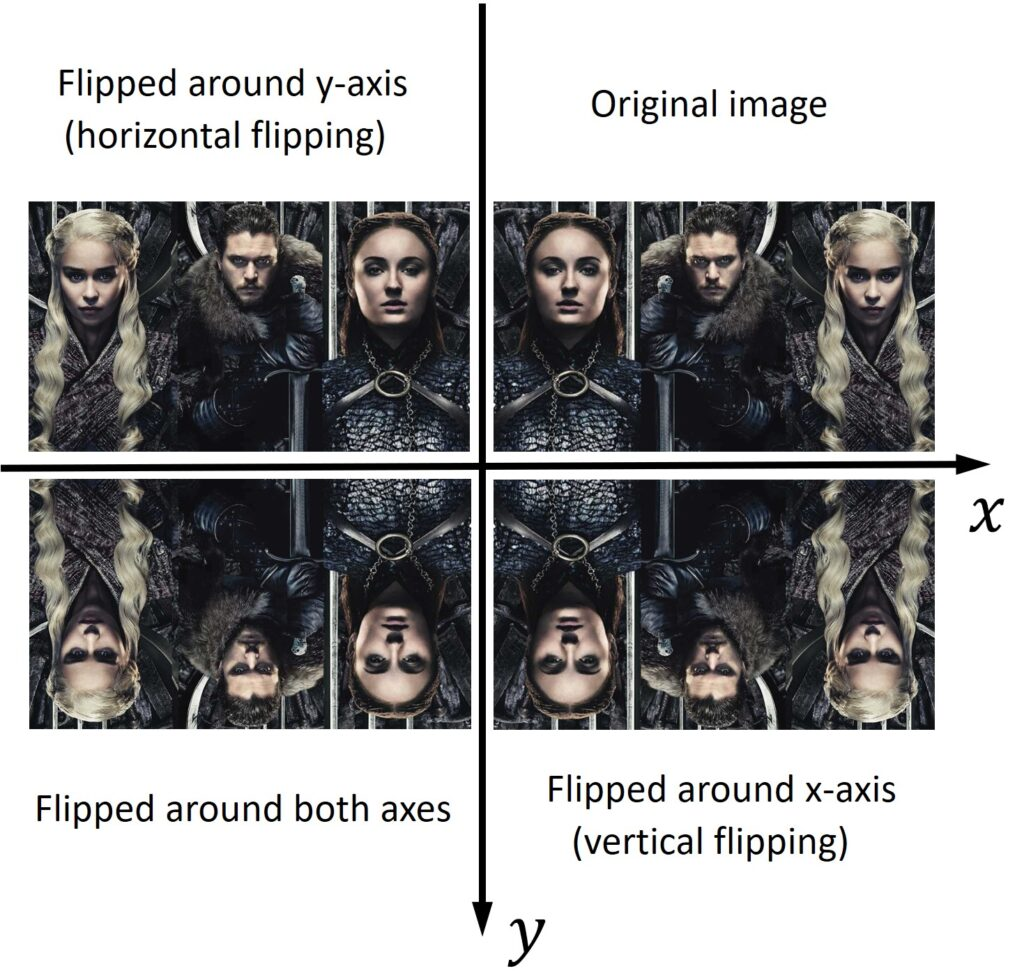 Flipped around y-axis
(horizontal flipping)
Original image
x
Flipped around both axes
Flipped around x-axis
(vertical flipping)
y